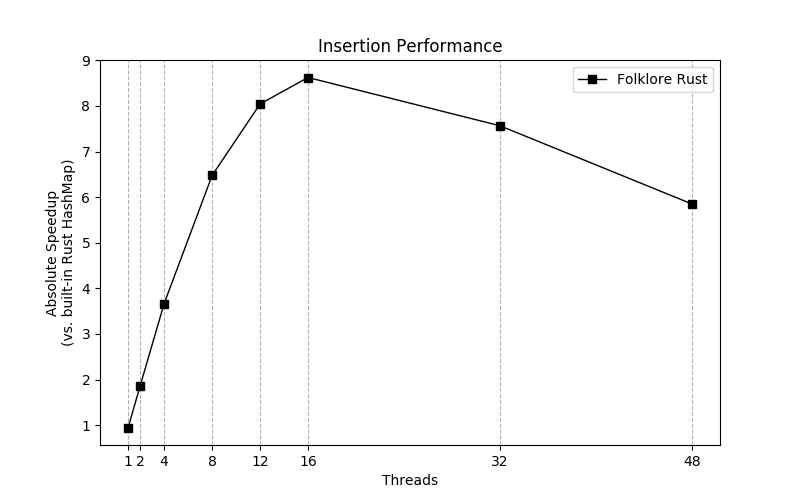 Insertion Performance
Folklore Rust
9
8
7
6
5
4
3
2
1
Absolute Speedup
(vs. built-in Rust HashMap)
1 2 4 8 12 16 32 48
Threads